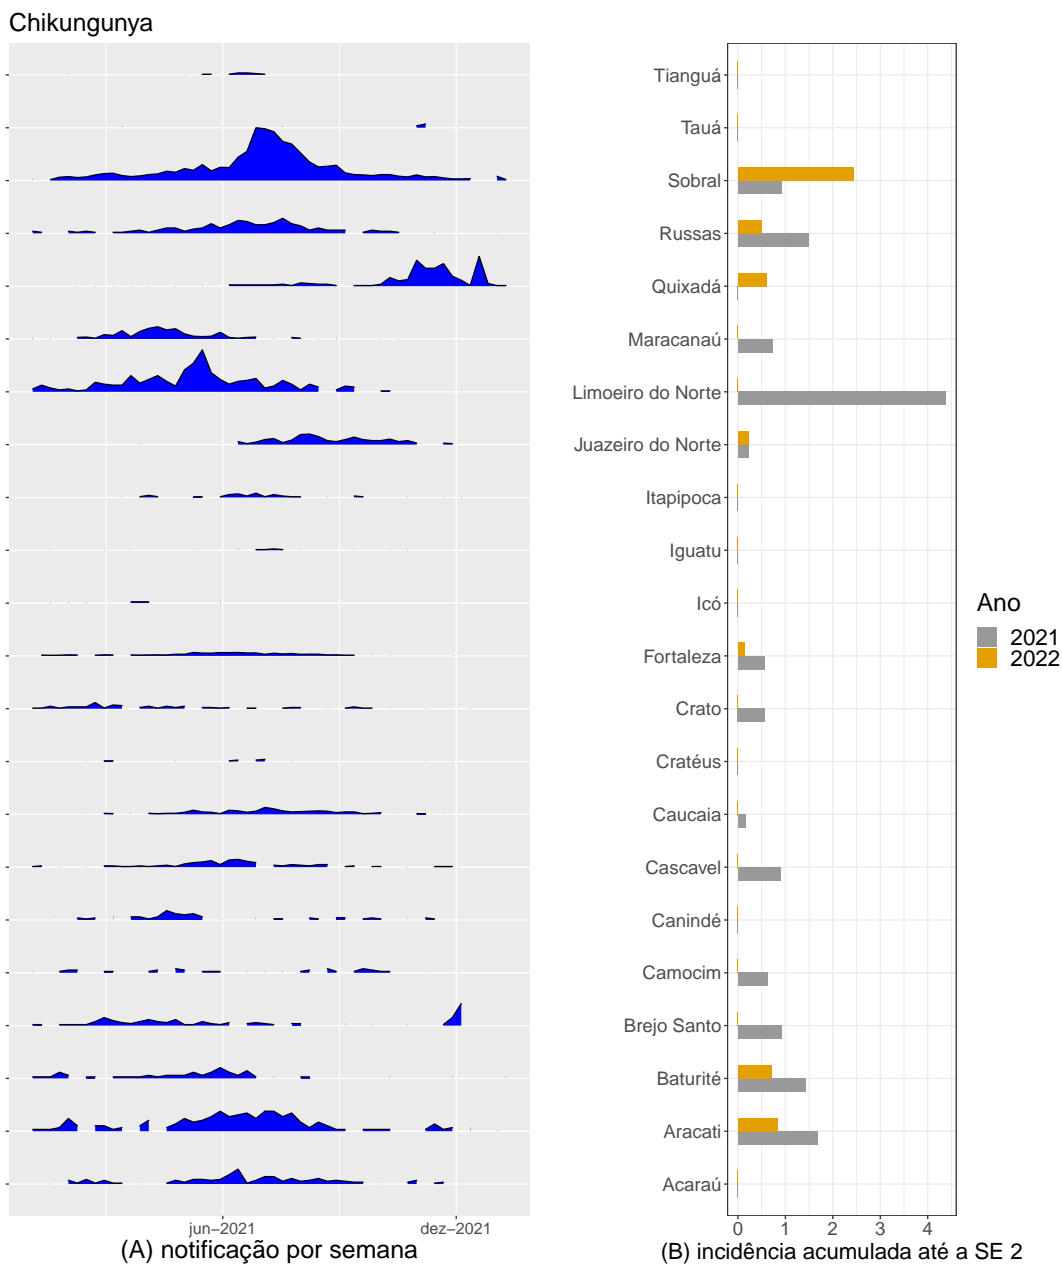 Chikungunya
Tianguá
Tauá
Sobral
Russas
Quixadá
Maracanaú
Limoeiro do Norte
Juazeiro do Norte
Itapipoca
Iguatu
Icó
Fortaleza
Crato
Cratéus
Caucaia
Cascavel
Canindé
Camocim
Brejo Santo
Baturité
Aracati
Acaraú
jun−2021 dez−2021
(A) notificação por semana
0 1 2 3 4
(B) incidência acumulada até a SE 2
Ano
2021
2022